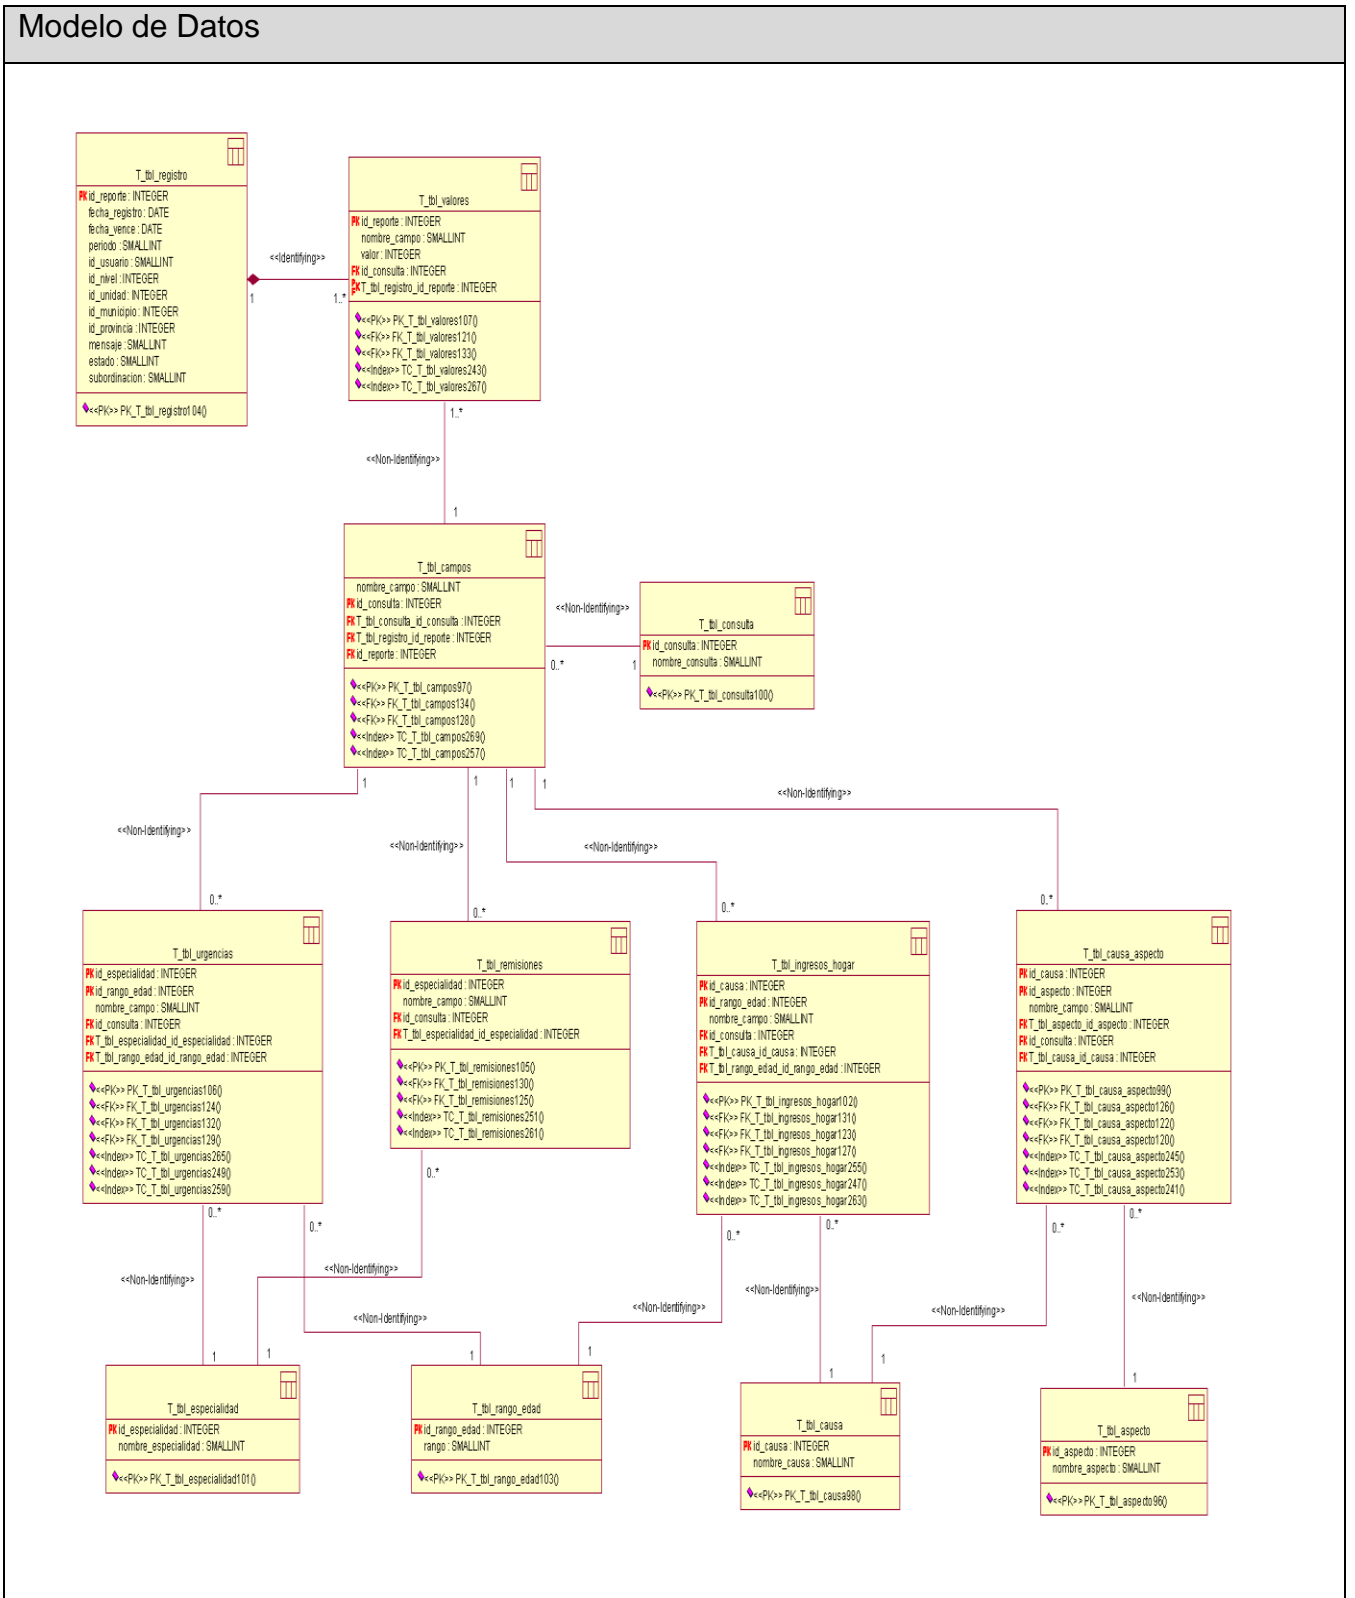 Modelo de Datos
T_tbl_registro
PK id_reporte : INTEGER
fecha_registro : DATE
fecha_vence : DATE
periodo : SMALLINT
id_usuario : SMALLINT
id_nivel : INTEGER
id_unidad : INTEGER
id_municipio : INTEGER
id_provincia : INTEGER
mensaje : SMALLINT
estado : SMALLINT
subordinacion : SMALLINT
<<PK>> PK_T_tbl_registro104()
<<Identifying>>
1
1..*
T_tbl_valores
PK id_reporte : INTEGER
nombre_campo : SMALLINT
valor : INTEGER
FK id_consulta : INTEGER
PFK T_tbl_registro_id_reporte : INTEGER
<<PK>> PK_T_tbl_valores107()
<<FK>> FK_T_tbl_valores121()
<<FK>> FK_T_tbl_valores133()
<<Index>> TC_T_tbl_valores243()
<<Index>> TC_T_tbl_valores267()
1..*
<<Non-Identifying>>
1
T_tbl_campos
nombre_campo : SMALLINT
PK id_consulta : INTEGER
FK T_tbl_consulta_id_consulta : INTEGER
FK T_tbl_registro_id_reporte : INTEGER
FK id_reporte : INTEGER
<<PK>> PK_T_tbl_campos97()
<<FK>> FK_T_tbl_campos134()
<<FK>> FK_T_tbl_campos128()
<<Index>> TC_T_tbl_campos269()
<<Index>> TC_T_tbl_campos257()
<<Non-Identifying>>
0..*
1
T_tbl_consulta
PK id_consulta : INTEGER
nombre_consulta : SMALLINT
<<PK>> PK_T_tbl_consulta100()
1
1
1
1
<<Non-Identifying>>
<<Non-Identifying>>
<<Non-Identifying>>
<<Non-Identifying>>
0..*
0..*
0..*
0..*
T_tbl_urgencias
PK id_especialidad : INTEGER
PK id_rango_edad : INTEGER
nombre_campo : SMALLINT
FK id_consulta : INTEGER
FK T_tbl_especialidad_id_especialidad : INTEGER
FK T_tbl_rango_edad_id_rango_edad : INTEGER
<<PK>> PK_T_tbl_urgencias106()
<<FK>> FK_T_tbl_urgencias124()
<<FK>> FK_T_tbl_urgencias132()
<<FK>> FK_T_tbl_urgencias129()
<<Index>> TC_T_tbl_urgencias265()
<<Index>> TC_T_tbl_urgencias249()
<<Index>> TC_T_tbl_urgencias259()
T_tbl_remisiones
PK id_especialidad : INTEGER
nombre_campo : SMALLINT
FK id_consulta : INTEGER
FK T_tbl_especialidad_id_especialidad : INTEGER
<<PK>> PK_T_tbl_remisiones105()
<<FK>> FK_T_tbl_remisiones130()
<<FK>> FK_T_tbl_remisiones125()
<<Index>> TC_T_tbl_remisiones251()
<<Index>> TC_T_tbl_remisiones261()
T_tbl_ingresos_hogar
PK id_causa : INTEGER
PK id_rango_edad : INTEGER
nombre_campo : SMALLINT
FK id_consulta : INTEGER
FK T_tbl_causa_id_causa : INTEGER
FK T_tbl_rango_edad_id_rango_edad : INTEGER
<<PK>> PK_T_tbl_ingresos_hogar102()
<<FK>> FK_T_tbl_ingresos_hogar131()
<<FK>> FK_T_tbl_ingresos_hogar123()
<<FK>> FK_T_tbl_ingresos_hogar127()
<<Index>> TC_T_tbl_ingresos_hogar255()
<<Index>> TC_T_tbl_ingresos_hogar247()
<<Index>> TC_T_tbl_ingresos_hogar263()
T_tbl_causa_aspecto
PK id_causa : INTEGER
PK id_aspecto : INTEGER
nombre_campo : SMALLINT
FK T_tbl_aspecto_id_aspecto : INTEGER
FK id_consulta : INTEGER
FK T_tbl_causa_id_causa : INTEGER
<<PK>> PK_T_tbl_causa_aspecto99()
<<FK>> FK_T_tbl_causa_aspecto126()
<<FK>> FK_T_tbl_causa_aspecto122()
<<FK>> FK_T_tbl_causa_aspecto120()
<<Index>> TC_T_tbl_causa_aspecto245()
<<Index>> TC_T_tbl_causa_aspecto253()
<<Index>> TC_T_tbl_causa_aspecto241()
0..*
0..*
0..*
0..*
0..*
0..*
0..*
<<Non-Identifying>>
<<Non-Identifying>>
<<Non-Identifying>>
<<Non-Identifying>>
<<Non-Identifying>>
<<Non-Identifying>>
<<Non-Identifying>>
1
1
1
1
1
1
1
T_tbl_especialidad
PK id_especialidad : INTEGER
nombre_especialidad : SMALLINT
<<PK>> PK_T_tbl_especialidad101()
T_tbl_rango_edad
PK id_rango_edad : INTEGER
rango : SMALLINT
<<PK>> PK_T_tbl_rango_edad103()
T_tbl_causa
PK id_causa : INTEGER
nombre_causa : SMALLINT
<<PK>> PK_T_tbl_causa98()
T_tbl_aspecto
PK id_aspecto : INTEGER
nombre_aspecto : SMALLINT
<<PK>> PK_T_tbl_aspecto96()